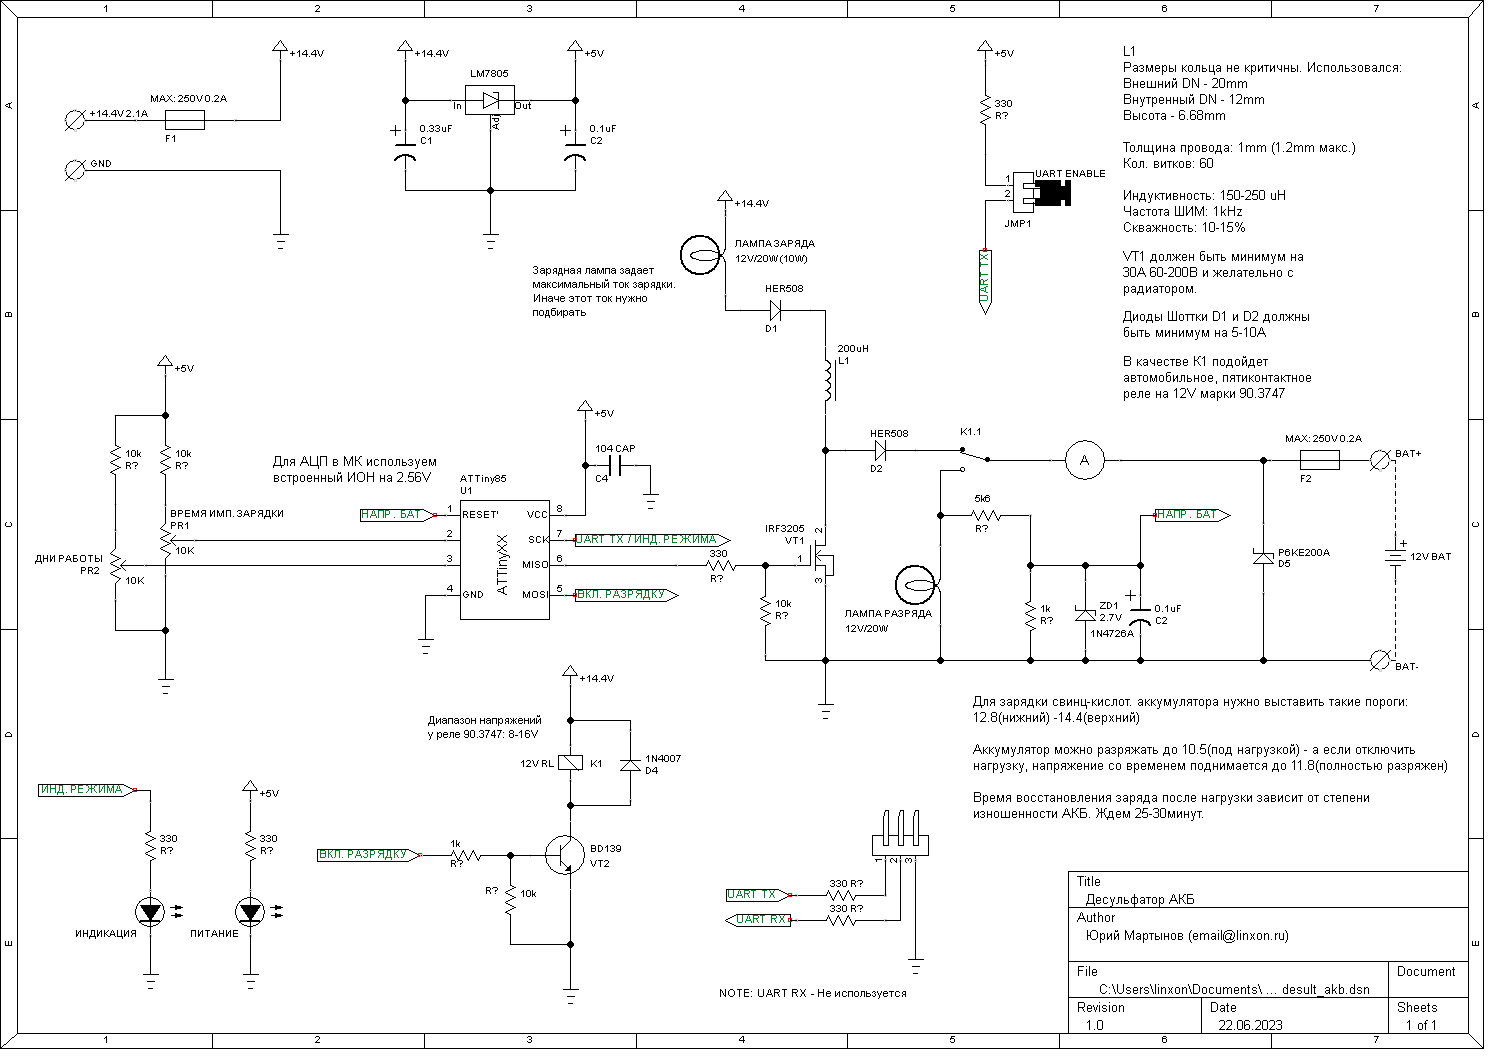 1 2 3 4 5 6 7
A
B
C
D
E
+14.4V
MAX: 250V 0.2A
+14.4V 2.1A
F1
GND
+14.4V
+5V
LM7805
In
Out
Adj
0.33uF
C1
0.1uF
C2
+5V
330
R?
1
2
UART ENABLE
JMP1
UART TX
L1
Размеры кольца не критичны. Использовался:
Внешний DN - 20mm
Внутренный DN - 12mm
Высота - 6.68mm
Толщина провода: 1mm (1.2mm макс.)
Кол. витков: 60
Индуктивность: 150-250 uH
Частота ШИМ: 1kHz
Скважность: 10-15%
VT1 должен быть минимум на
30А 60-200В и желательно с
радиатором.
Диоды Шоттки D1 и D2 должны
быть минимум на 5-10А
В качестве К1 подойдет
автомобильное, пятиконтактное
реле на 12V марки 90.3747
+14.4V
ЛАМПА ЗАРЯДА
12V/20W(10W)
Зарядная лампа задает
максимальный ток зарядки.
Иначе этот ток нужно
подбирать
HER508
D1
200uH
L1
+5V
10k
R?
10k
R?
ВРЕМЯ ИМП. ЗАРЯДКИ
PR1
10K
ДНИ РАБОТЫ
PR2
10K
Для АЦП в МК используем
встроенный ИОН на 2.56V
+5V
104 CAP
C4
ATTiny85
U1
НАПР. БАТ
1 RESET' VCC 8
2 SCK 7
3 MISO 6
4 GND MOSI 5
ATTinyXX
UART TX / ИНД. РЕЖИМА
ВКЛ. РАЗРЯДКУ
330
R?
10k
R?
IRF3205
VT1
1
2
3
HER508
D2
K1.1
A
MAX: 250V 0.2A
F2
BAT+
5k6
R?
НАПР. БАТ
ЛАМПА РАЗРЯДА
12V/20W
1k
R?
ZD1
2.7V
1N4726A
0.1uF
C2
P6KE200A
D5
12V BAT
BAT-
+14.4V
Диапазон напряжений
у реле 90.3747: 8-16V
12V RL
K1
1N4007
D4
ВКЛ. РАЗРЯДКУ
1k
R?
R?
10k
BD139
VT2
ИНД. РЕЖИМА
330
R?
ИНДИКАЦИЯ
+5V
330
R?
ПИТАНИЕ
1
2
3
UART TX
330 R?
UART RX
330 R?
NOTE: UART RX - Не используется
Для зарядки свинц-кислот. аккумулятора нужно выставить такие пороги:
12.8(нижний) -14.4(верхний)
Аккумулятор можно разряжать до 10.5(под нагрузкой) - а если отключить
нагрузку, напряжение со временем поднимается до 11.8(полностью разряжен)
Время восстановления заряда после нагрузки зависит от степени
изношенности АКБ. Ждем 25-30минут.
Title
Десульфатор АКБ
Author
Юрий Мартынов (email@linxon.ru)
File
C:\Users\linxon\Documents\ ... desult_akb.dsn
Document
Revision
1.0
Date
22.06.2023
Sheets
1 of 1
A
B
C
D
E
1 2 3 4 5 6 7